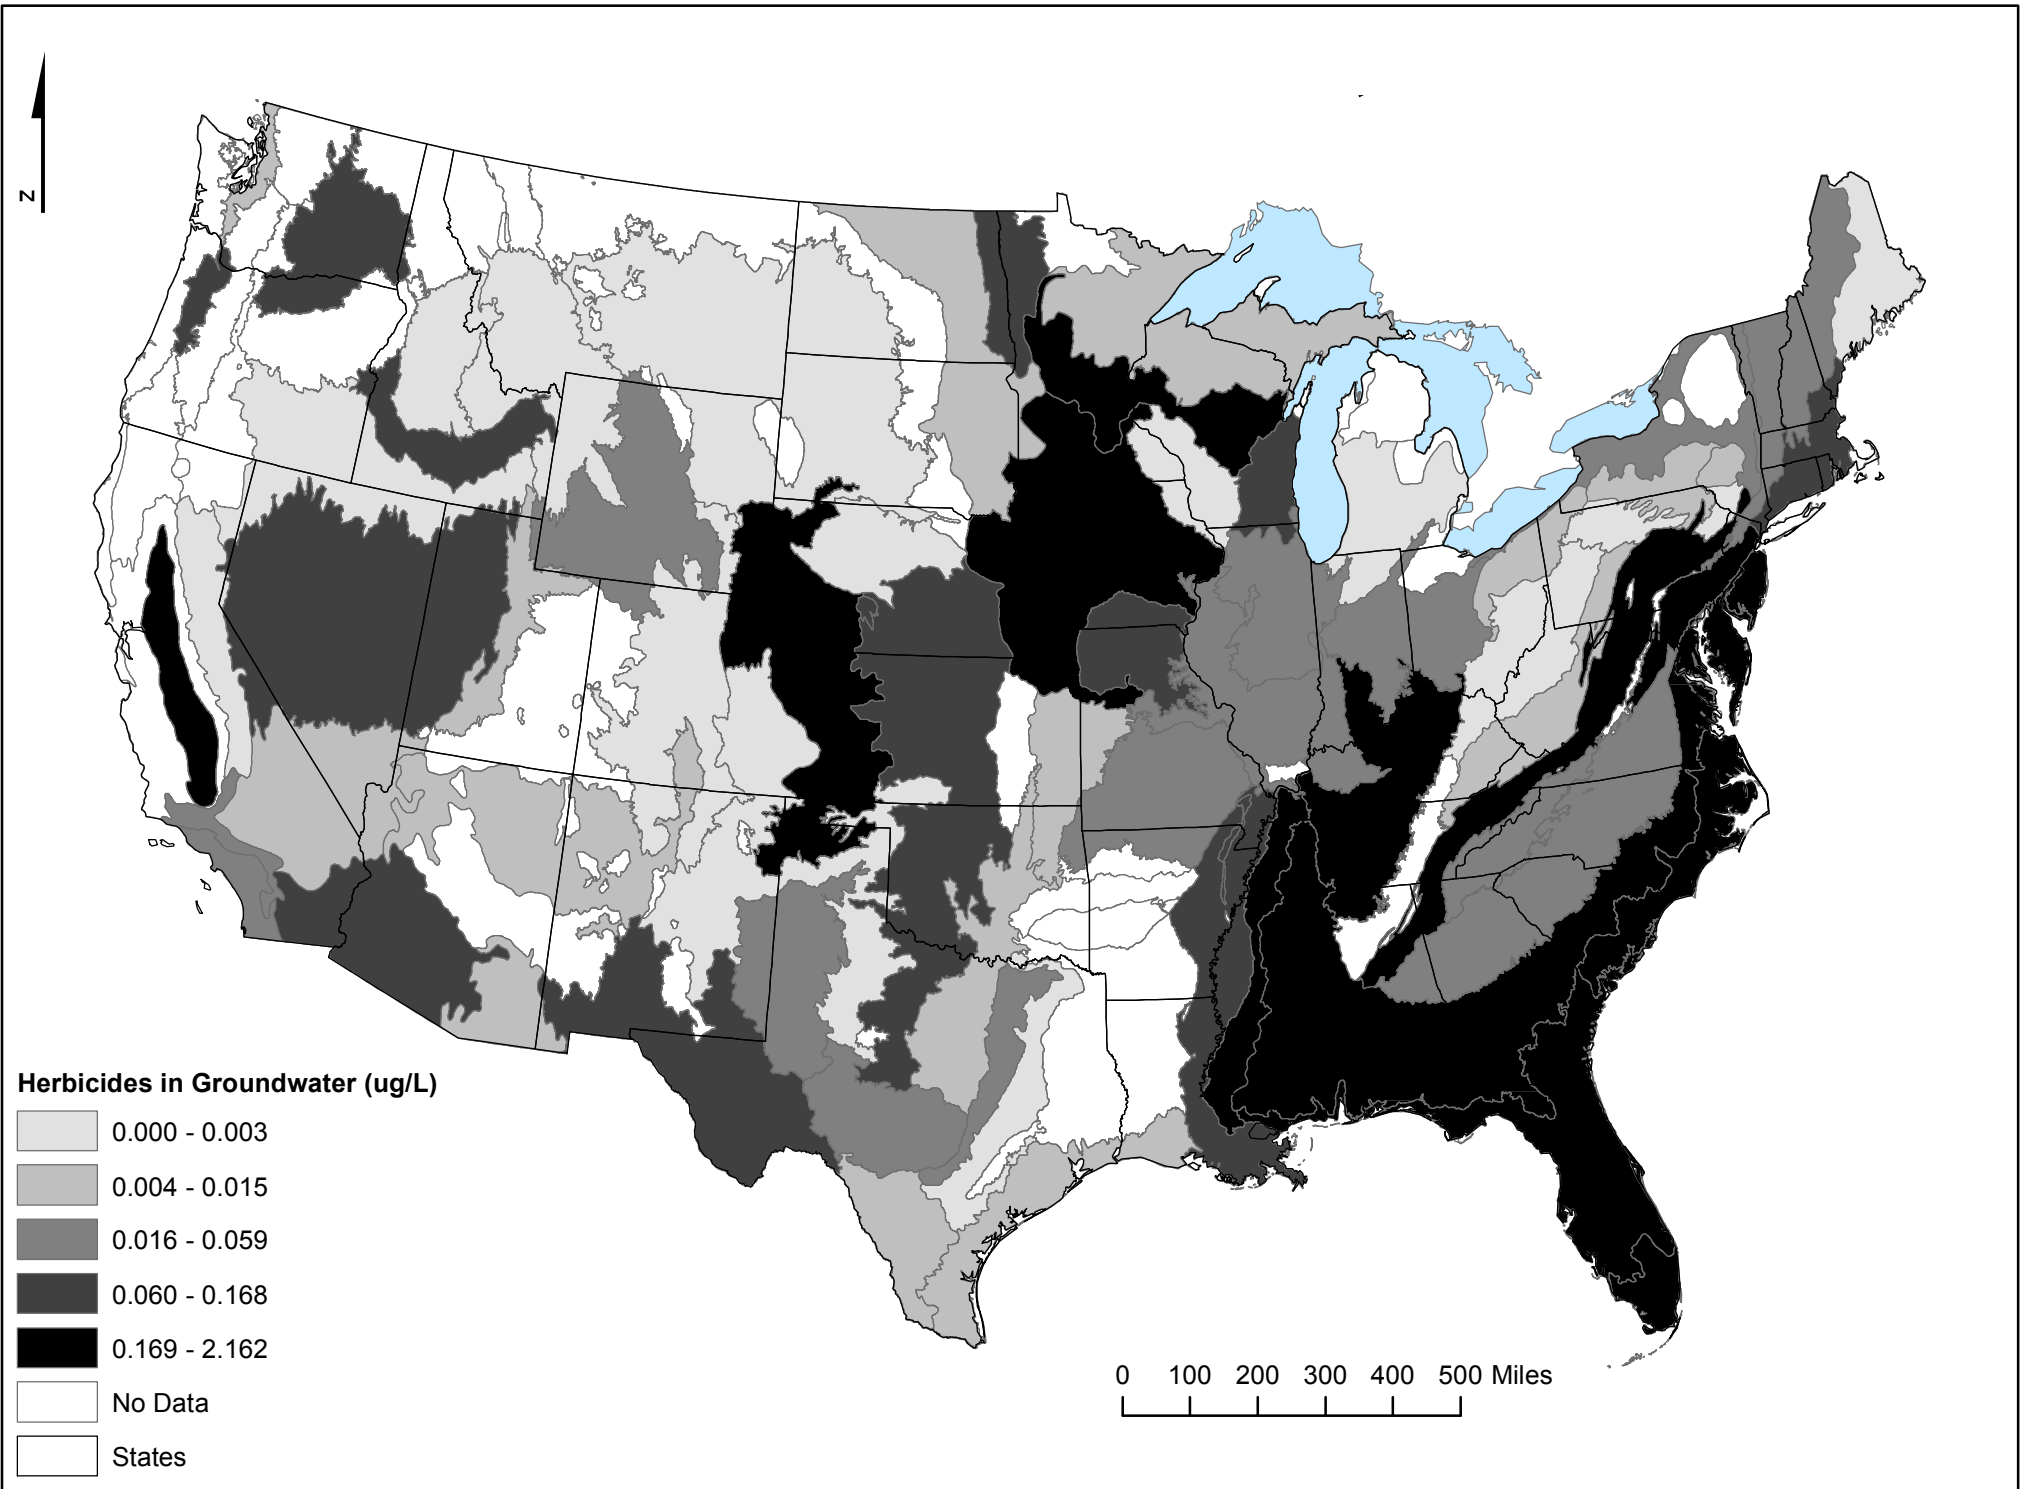 N
Herbicides in Groundwater (ug/L)
0.000 - 0.003
0.004 - 0.015
0.016 - 0.059
0.060 - 0.168
0.169 - 2.162
No Data
States
0 100 200 300 400 500 Miles